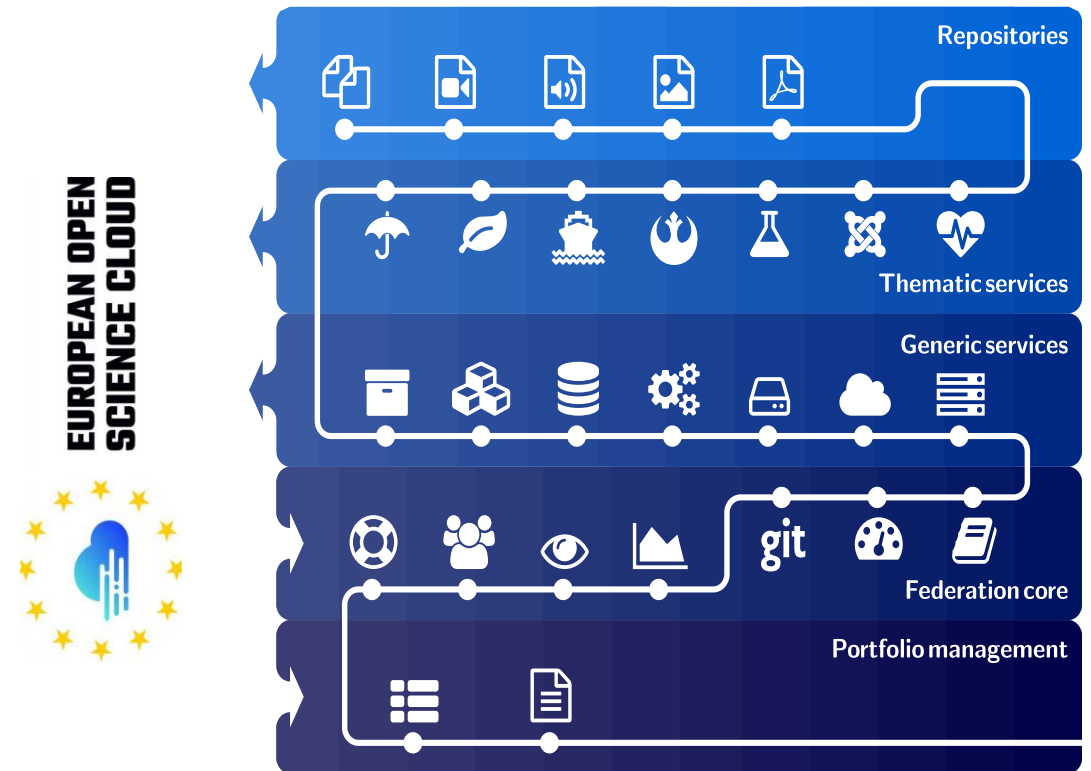 EUROPEAN OPEN
SCIENCE CLOUD
Repositories
Thematic services
Generic services
git
Federation core
Portfolio management